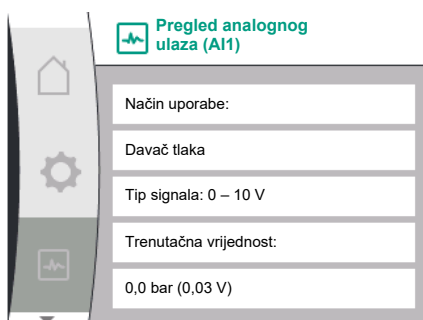 Pregled analognog
ulaza (AI1)
Način uporabe:
Davač tlaka
Tip signala: 0 – 10 V
Trenutačna vrijednost:
0,0 bar (0,03 V)